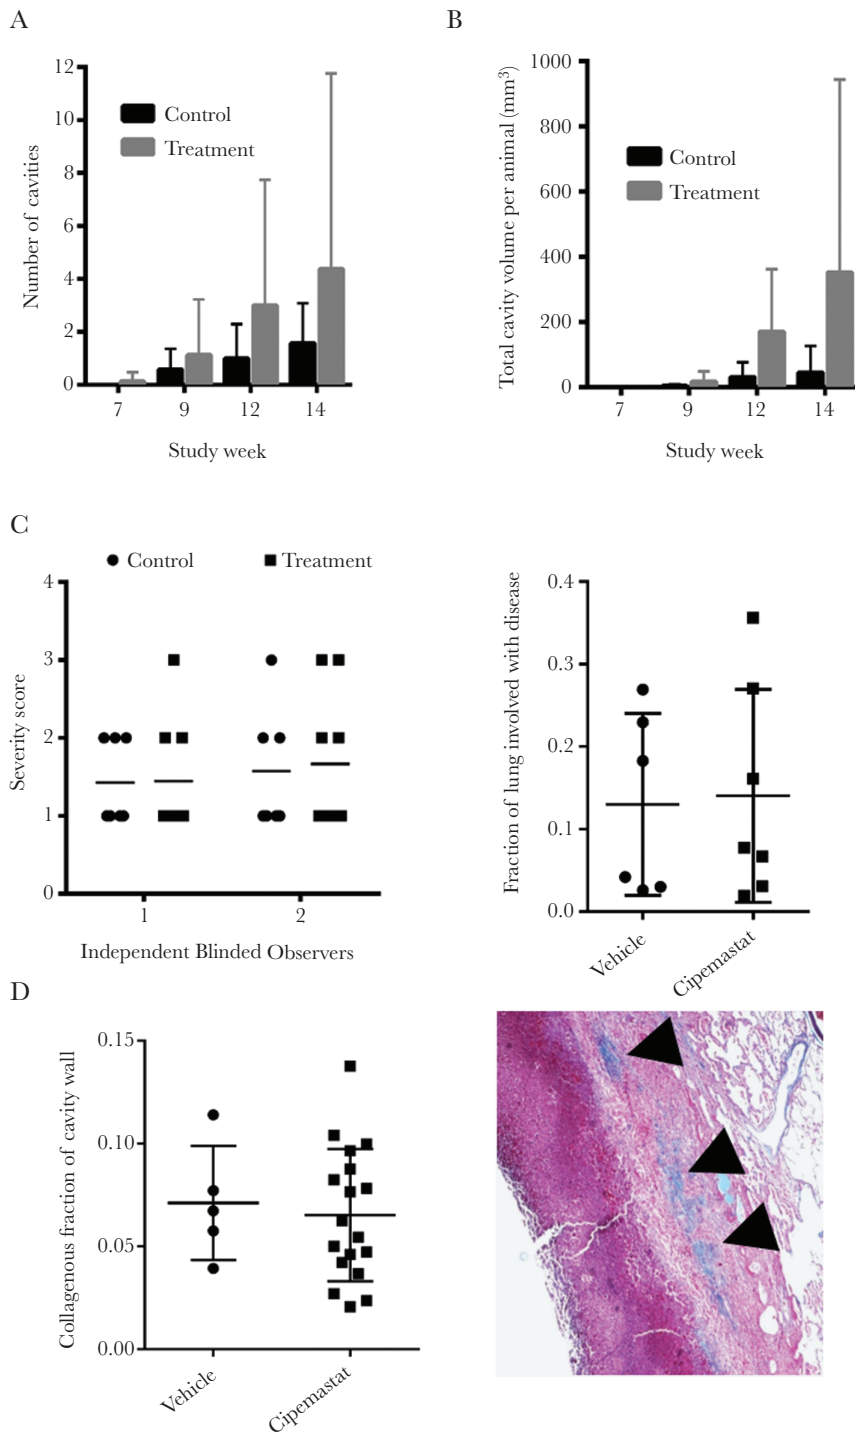 A
12
10
8
6
4
2
0
Number of cavities
Control
Treatment
7 9 12 14
Study week
B
1000
800
600
400
200
0
Total cavity volume per animal (mm³)
Control
Treatment
7 9 12 14
Study week
C
Control Treatment
4
3
2
1
0
Severity score
1 2
Independent Blinded Observers
0.4
0.3
0.2
0.1
0.0
Fraction of lung involved with disease
Vehicle
Cipemastat
D
0.15
0.10
0.05
0.00
Collagenous fraction of cavity wall
Vehicle
Cipemastat